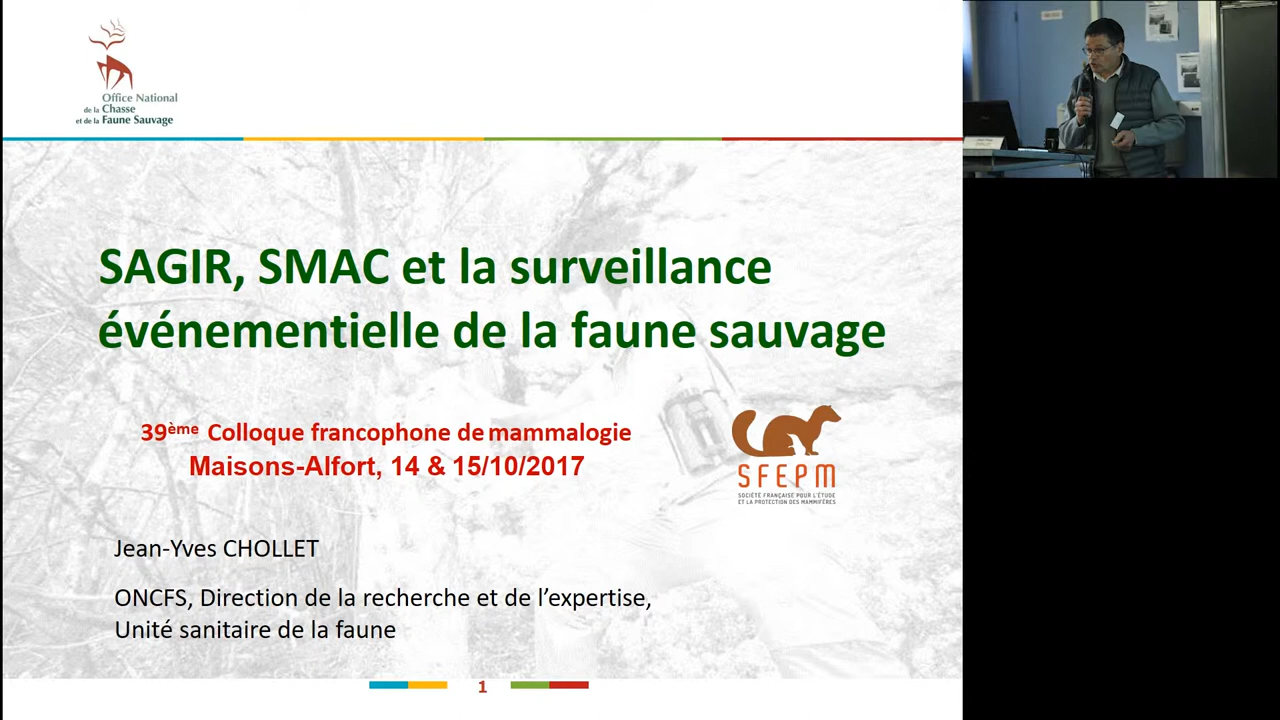 Office National
de la Chasse
et de la Faune Sauvage
SAGIR, SMAC et la surveillance
événementielle de la faune sauvage
39ème Colloque francophone de mammalogie
Maisons-Alfort, 14 & 15/10/2017
SFEPM
SOCIÉTÉ FRANÇAISE POUR L'ÉTUDE
ET LA PROTECTION DES MAMMIFÈRES
Jean-Yves CHOLLET
ONCFS, Direction de la recherche et de l’expertise,
Unité sanitaire de la faune
1